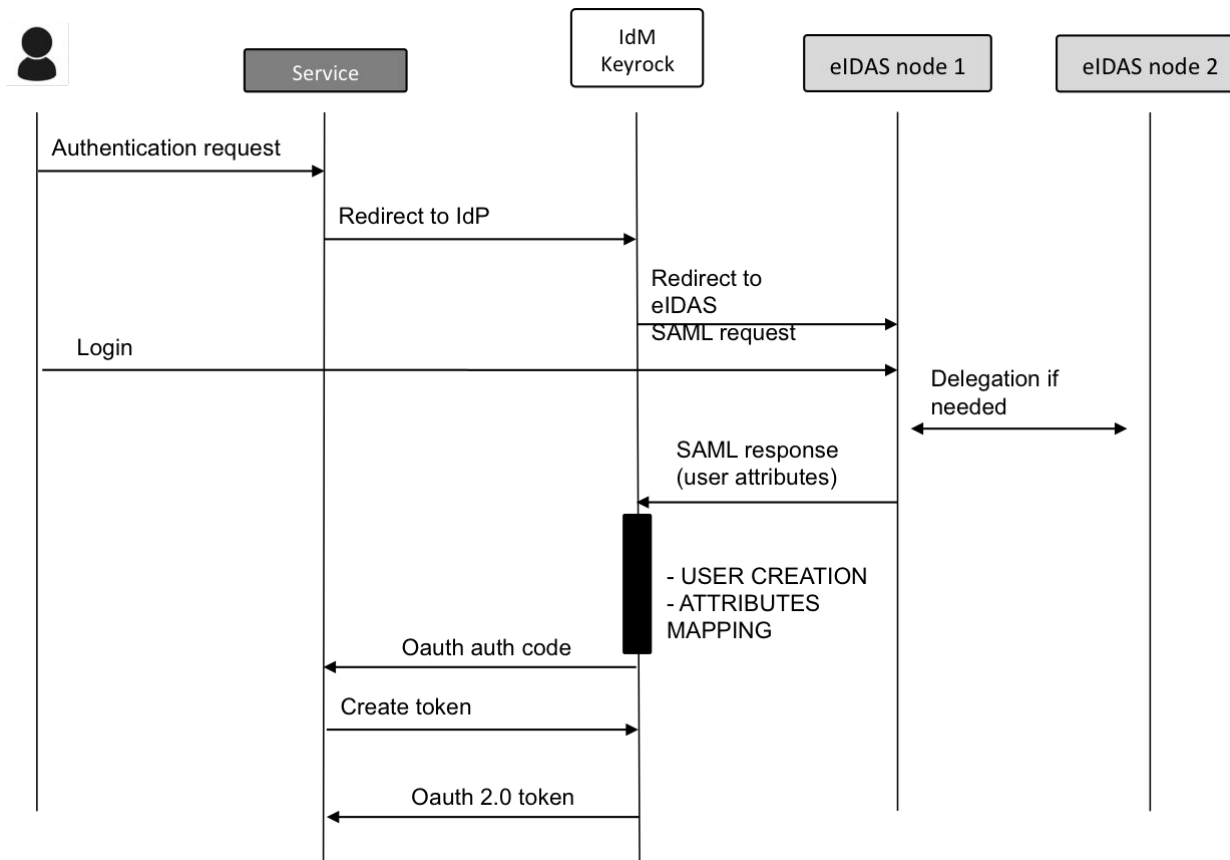 IdM
Keyrock
Service
eIDAS node 1
eIDAS node 2
Authentication request
Redirect to IdP
Redirect to
eIDAS
SAML request
Login
Delegation if
needed
SAML response
(user attributes)
- USER CREATION
- ATTRIBUTES
MAPPING
Oauth auth code
Create token
Oauth 2.0 token